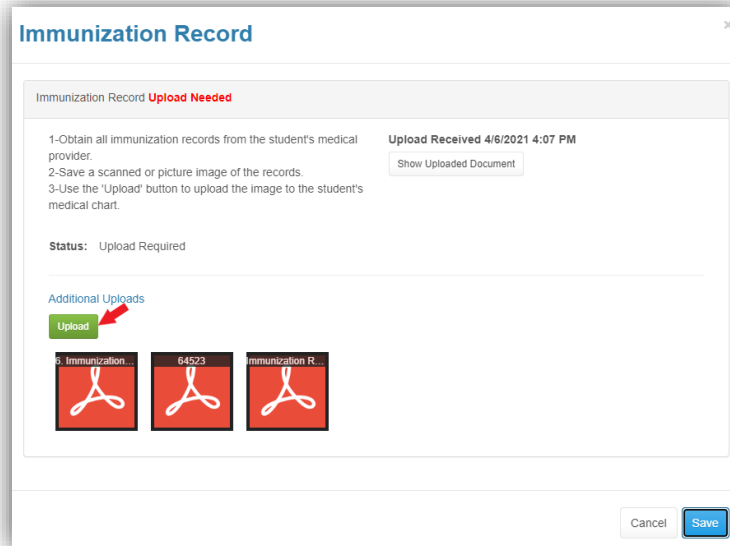 Immunization Record
×
Immunization Record Upload Needed
1-Obtain all immunization records from the student's medical
provider.
2-Save a scanned or picture image of the records.
3-Use the 'Upload' button to upload the image to the student's
medical chart.
Upload Received 4/6/2021 4:07 PM
Show Uploaded Document
Status: Upload Required
Additional Uploads
Upload
6. Immunization...
64523
Immunization R...
Cancel
Save